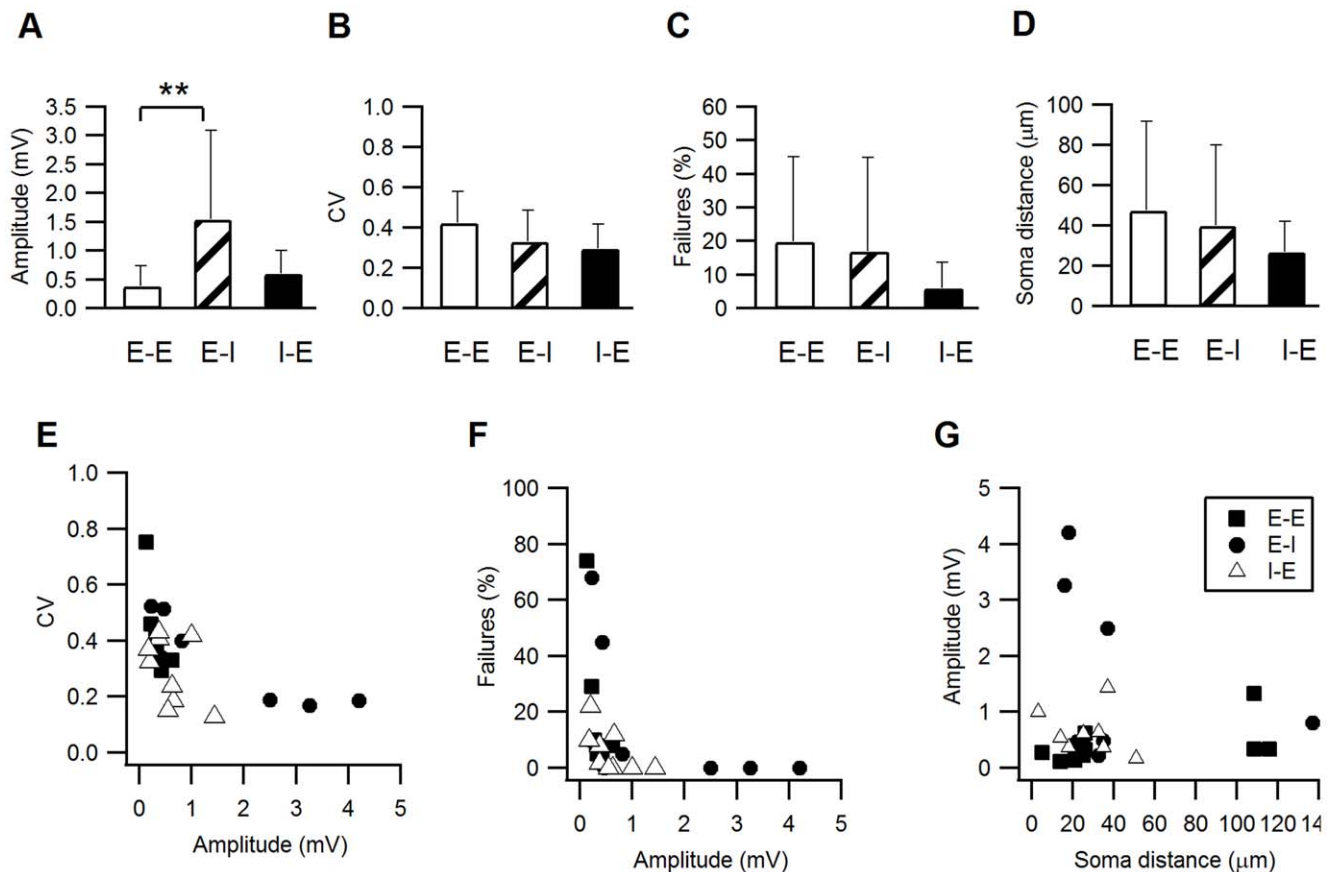 A
B
C
D
**
Amplitude (mV)
3.5
3.0
2.5
2.0
1.5
1.0
0.5
0.0
E-E E-I I-E
CV
1.0
0.8
0.6
0.4
0.2
0.0
E-E E-I I-E
Failures (%)
60
50
40
30
20
10
0
E-E E-I I-E
Soma distance (μm)
100
80
60
40
20
0
E-E E-I I-E
E
F
G
CV
1.0
0.8
0.6
0.4
0.2
0.0
0 1 2 3 4 5
Amplitude (mV)
Failures (%)
100
80
60
40
20
0
0 1 2 3 4 5
Amplitude (mV)
Amplitude (mV)
5
4
3
2
1
0
E-E
E-I
I-E
0 20 40 60 80 100 120 14
Soma distance (μm)